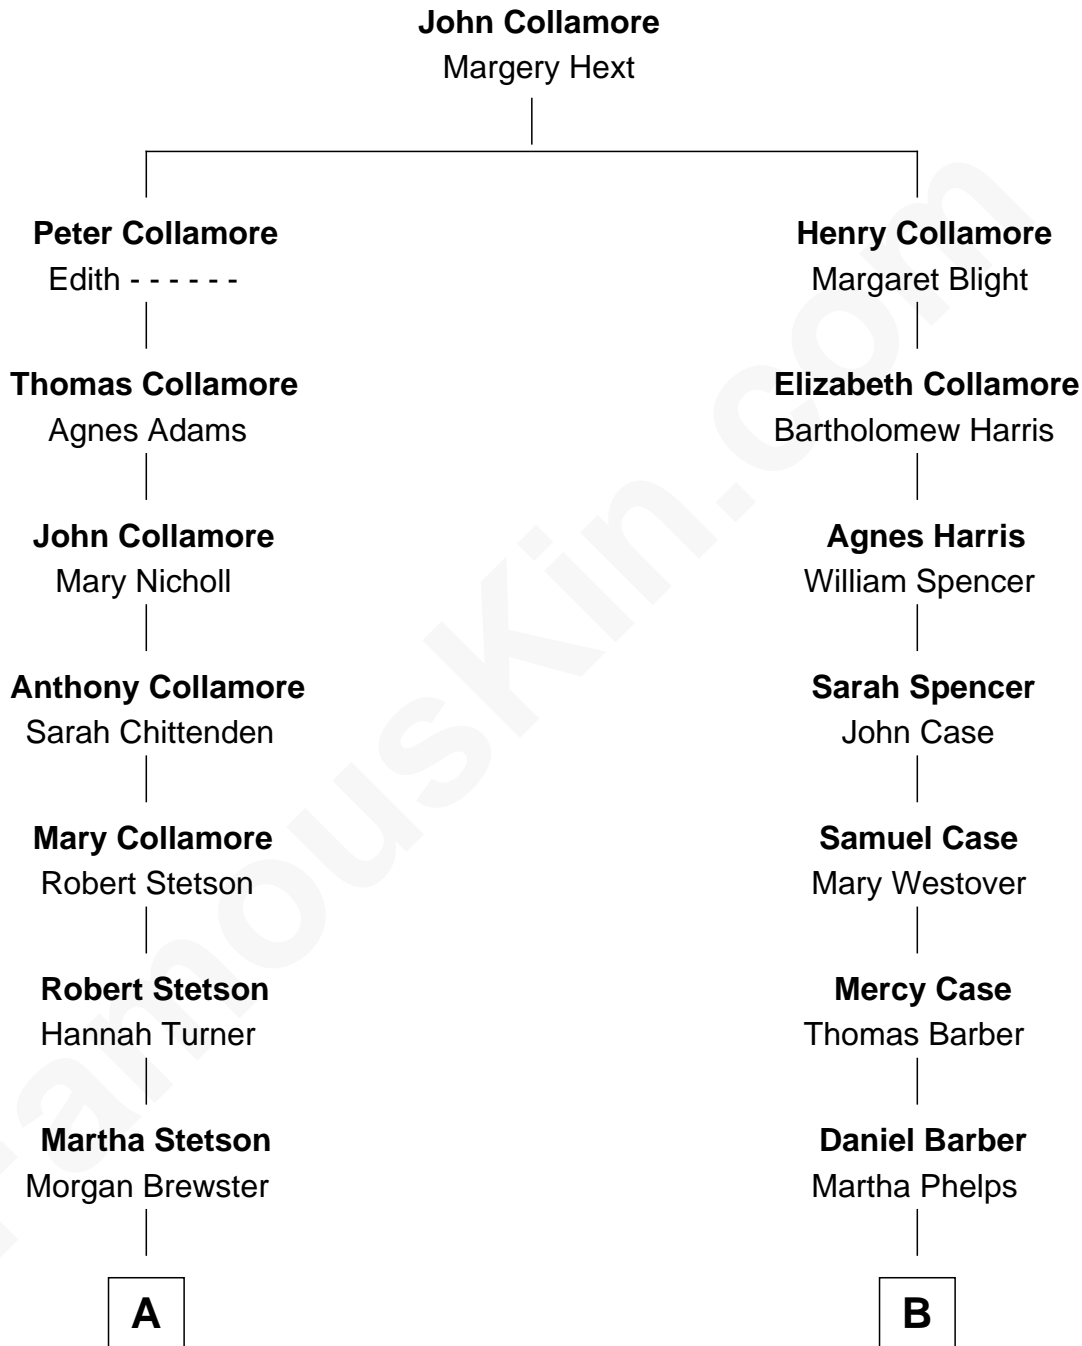 John Collamore
Margery Hext
Peter Collamore
Edith - - - - - -
Thomas Collamore
Agnes Adams
John Collamore
Mary Nicholl
Anthony Collamore
Sarah Chittenden
Mary Collamore
Robert Stetson
Robert Stetson
Hannah Turner
Martha Stetson
Morgan Brewster
A
Henry Collamore
Margaret Blight
Elizabeth Collamore
Bartholomew Harris
Agnes Harris
William Spencer
Sarah Spencer
John Case
Samuel Case
Mary Westover
Mercy Case
Thomas Barber
Daniel Barber
Martha Phelps
B
FamousKin.com